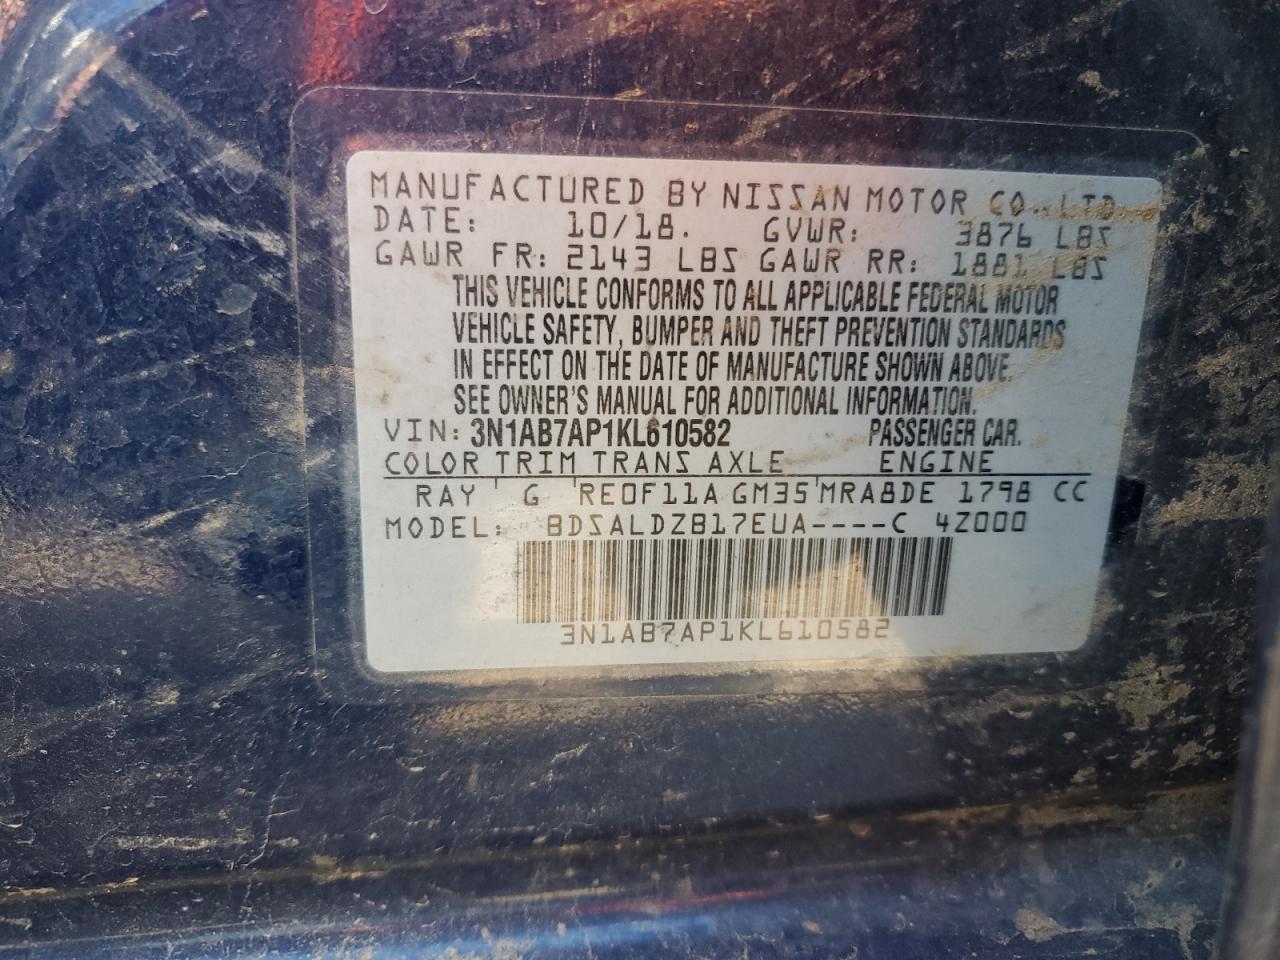 MANUFACTURED BY NISSAN MOTOR CO., LTD.
DATE: 10/18. GVWR: 3876 LBS
GAWR FR: 2143 LBS GAWR RR: 1881 LBS
THIS VEHICLE CONFORMS TO ALL APPLICABLE FEDERAL MOTOR
VEHICLE SAFETY, BUMPER AND THEFT PREVENTION STANDARDS
IN EFFECT ON THE DATE OF MANUFACTURE SHOWN ABOVE.
SEE OWNER'S MANUAL FOR ADDITIONAL INFORMATION.
VIN: 3N1AB7AP1KL610582 PASSENGER CAR.
COLOR TRIM TRANS AXLE ENGINE
RAY G RE0F11A GM35 MRA8DE 1798 CC
MODEL: BDSALDZB17EUA----C 4Z000
3N1AB7AP1KL610582